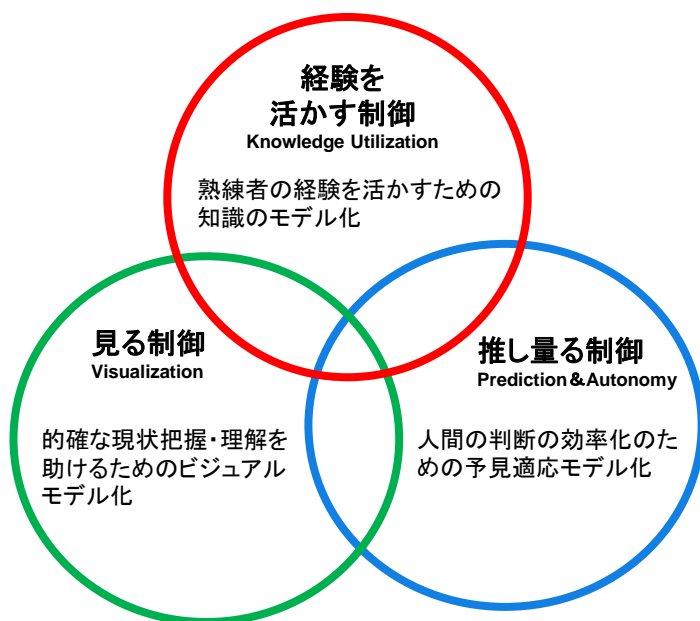 経験を
活かす制御
Knowledge Utilization
熟練者の経験を活かすための
知識のモデル化
見る制御
Visualization
的確な現状把握・理解を
助けるためのビジュアル
モデル化
推し量る制御
Prediction＆Autonomy
人間の判断の効率化のた
めの予見適応モデル化